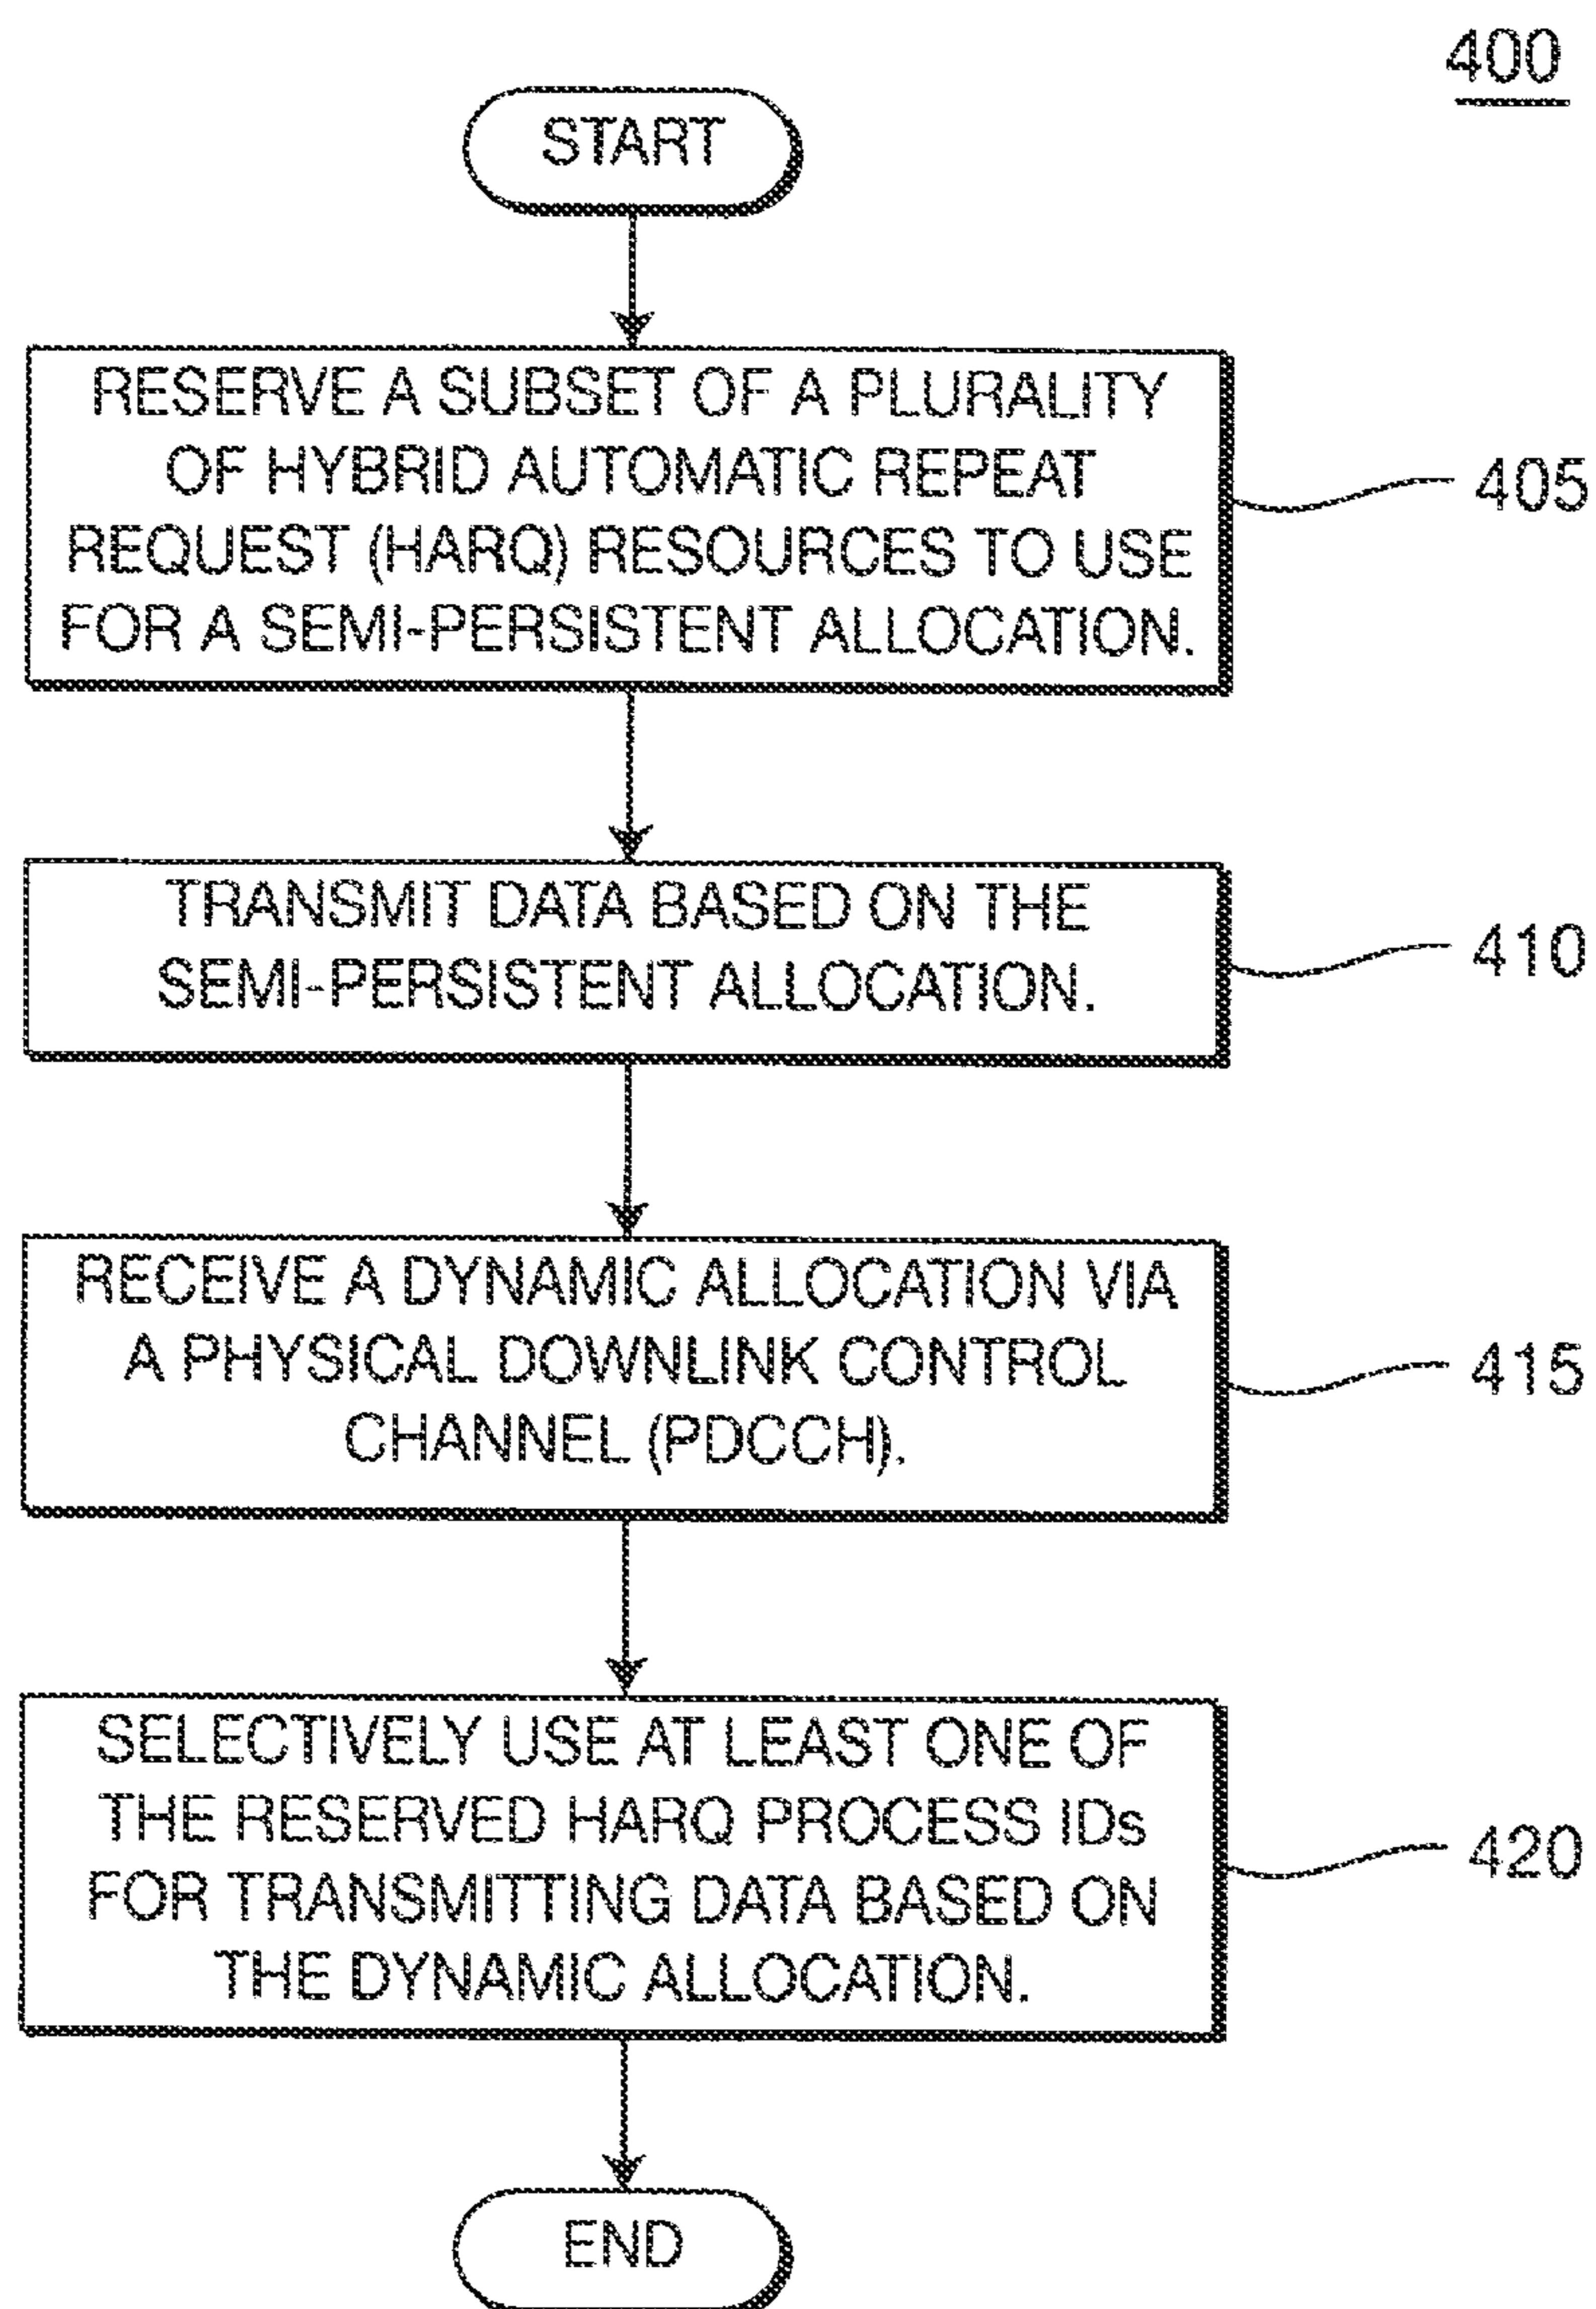 400
START
RESERVE A SUBSET OF A PLURALITY
OF HYBRID AUTOMATIC REPEAT
REQUEST (HARQ) RESOURCES TO USE
FOR A SEMI-PERSISTENT ALLOCATION.
405
TRANSMIT DATA BASED ON THE
SEMI-PERSISTENT ALLOCATION.
410
RECEIVE A DYNAMIC ALLOCATION VIA
A PHYSICAL DOWNLINK CONTROL
CHANNEL (PDCCH).
415
SELECTIVELY USE AT LEAST ONE OF
THE RESERVED HARQ PROCESS IDs
FOR TRANSMITTING DATA BASED ON
THE DYNAMIC ALLOCATION.
420
END